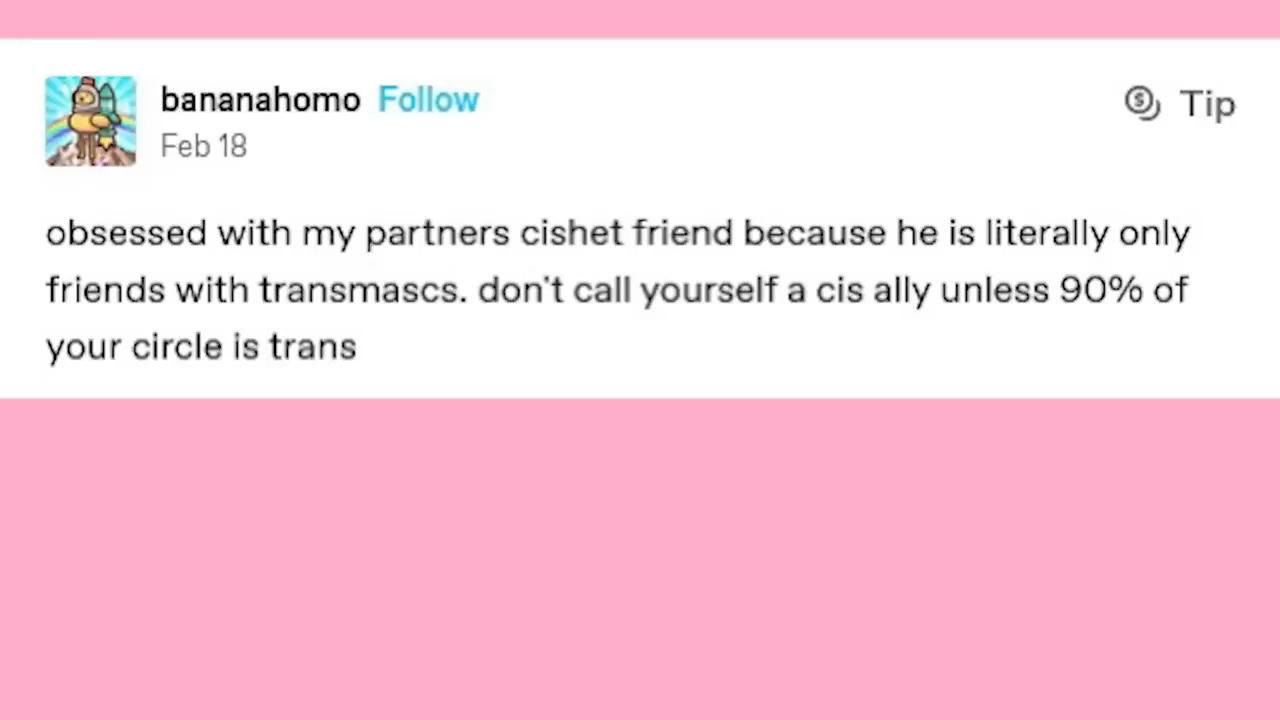 bananahomo Follow
Tip
Feb 18
obsessed with my partners cishet friend because he is literally only
friends with transmascs. don't call yourself a cis ally unless 90% of
your circle is trans